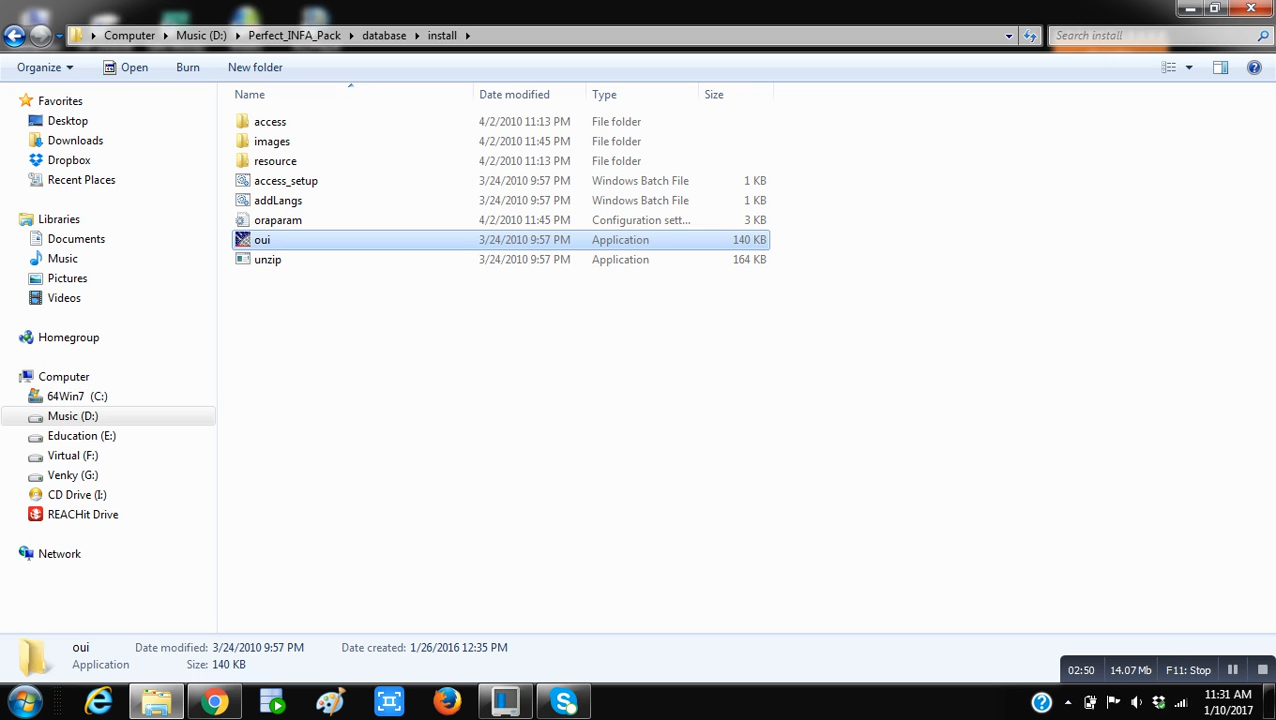 Computer Music (D:) Perfect_INFA_Pack database install Search install
Organize Open Burn New folder
Name Date modified Type Size
Favorites
Desktop
Downloads
Dropbox
Recent Places
Libraries
Documents
Music
Pictures
Videos
Homegroup
Computer
64Win7 (C:)
Music (D:)
Education (E:)
Virtual (F:)
Venky (G:)
CD Drive (I:)
REACHit Drive
Network
access 4/2/2010 11:13 PM File folder
images 4/2/2010 11:45 PM File folder
resource 4/2/2010 11:13 PM File folder
access_setup 3/24/2010 9:57 PM Windows Batch File 1 KB
addLangs 3/24/2010 9:57 PM Windows Batch File 1 KB
oraparam 4/2/2010 11:45 PM Configuration sett... 3 KB
oui 3/24/2010 9:57 PM Application 140 KB
unzip 3/24/2010 9:57 PM Application 164 KB
oui Date modified: 3/24/2010 9:57 PM Date created: 1/26/2016 12:35 PM
Application Size: 140 KB
02:50 14.07Mb F11: Stop
11:31 AM
1/10/2017